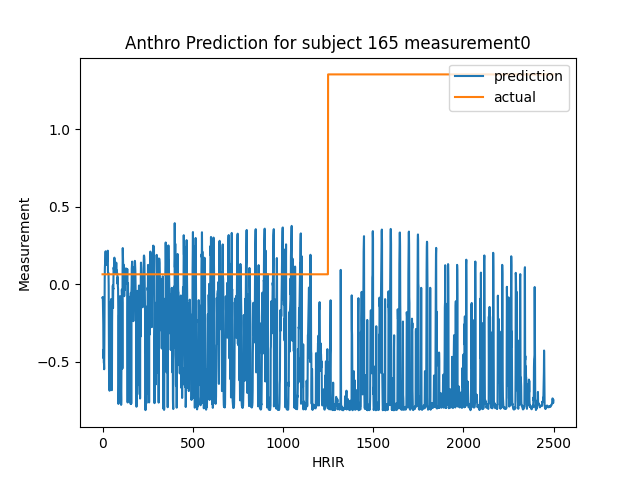 Anthro Prediction for subject 165 measurement0
prediction
actual
Measurement
1.0
0.5
0.0
−0.5
0
500
1000
1500
2000
2500
HRIR